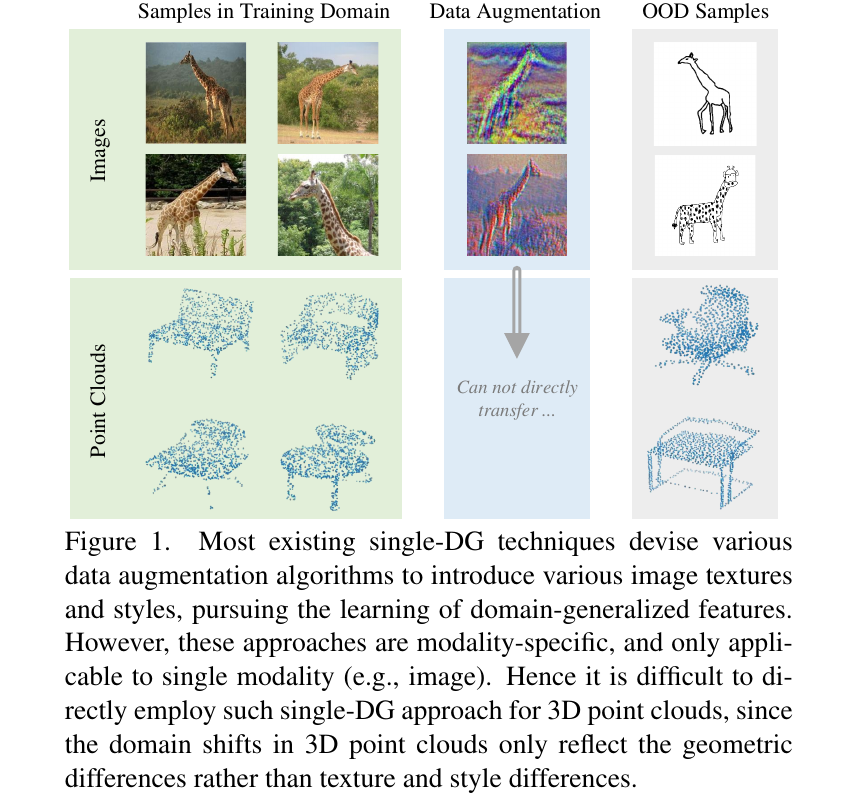 Samples in Training Domain
Data Augmentation
OOD Samples
Images
Point Clouds
Can not directly
transfer ...
Figure 1. Most existing single-DG techniques devise various
data augmentation algorithms to introduce various image textures
and styles, pursuing the learning of domain-generalized features.
However, these approaches are modality-specific, and only appli-
cable to single modality (e.g., image). Hence it is difficult to di-
rectly employ such single-DG approach for 3D point clouds, since
the domain shifts in 3D point clouds only reflect the geometric
differences rather than texture and style differences.